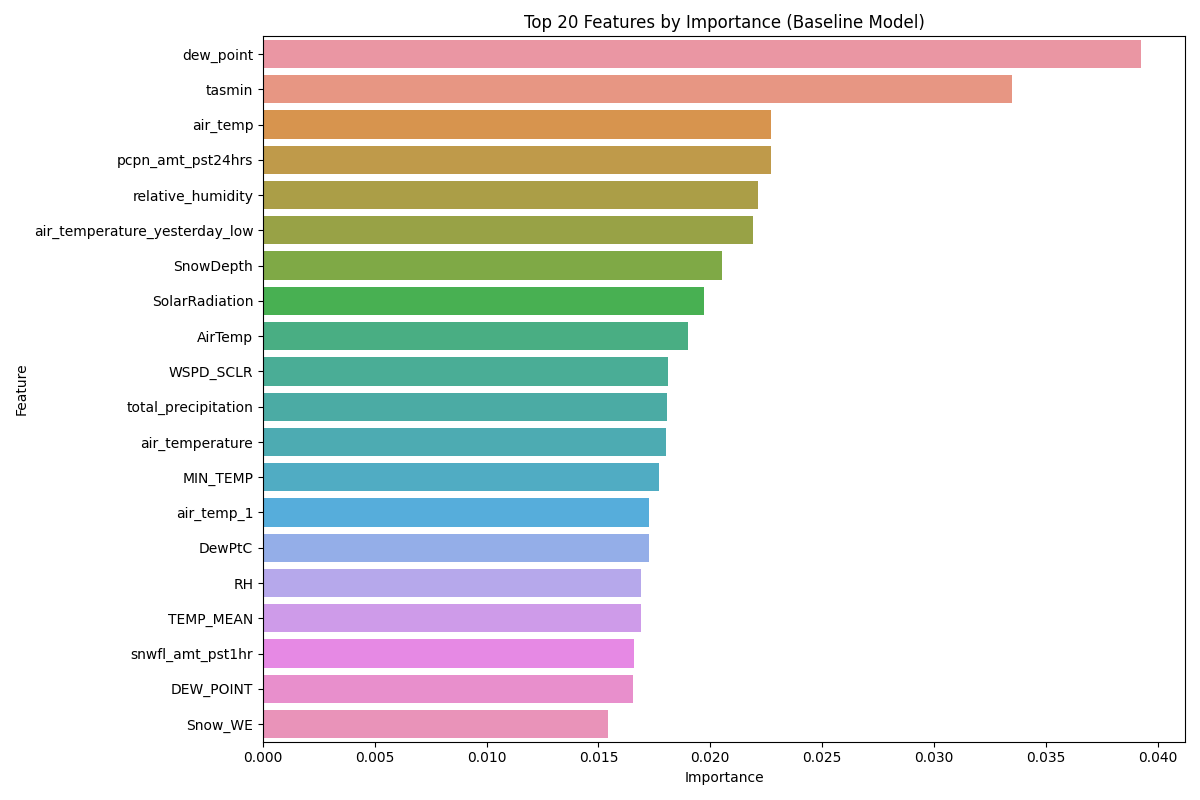 Top 20 Features by Importance (Baseline Model)
Feature
dew_point
tasmin
air_temp
pcpn_amt_pst24hrs
relative_humidity
air_temperature_yesterday_low
SnowDepth
SolarRadiation
AirTemp
WSPD_SCLR
total_precipitation
air_temperature
MIN_TEMP
air_temp_1
DewPtC
RH
TEMP_MEAN
snwfl_amt_pst1hr
DEW_POINT
Snow_WE
0.000 0.005 0.010 0.015 0.020 0.025 0.030 0.035 0.040
Importance